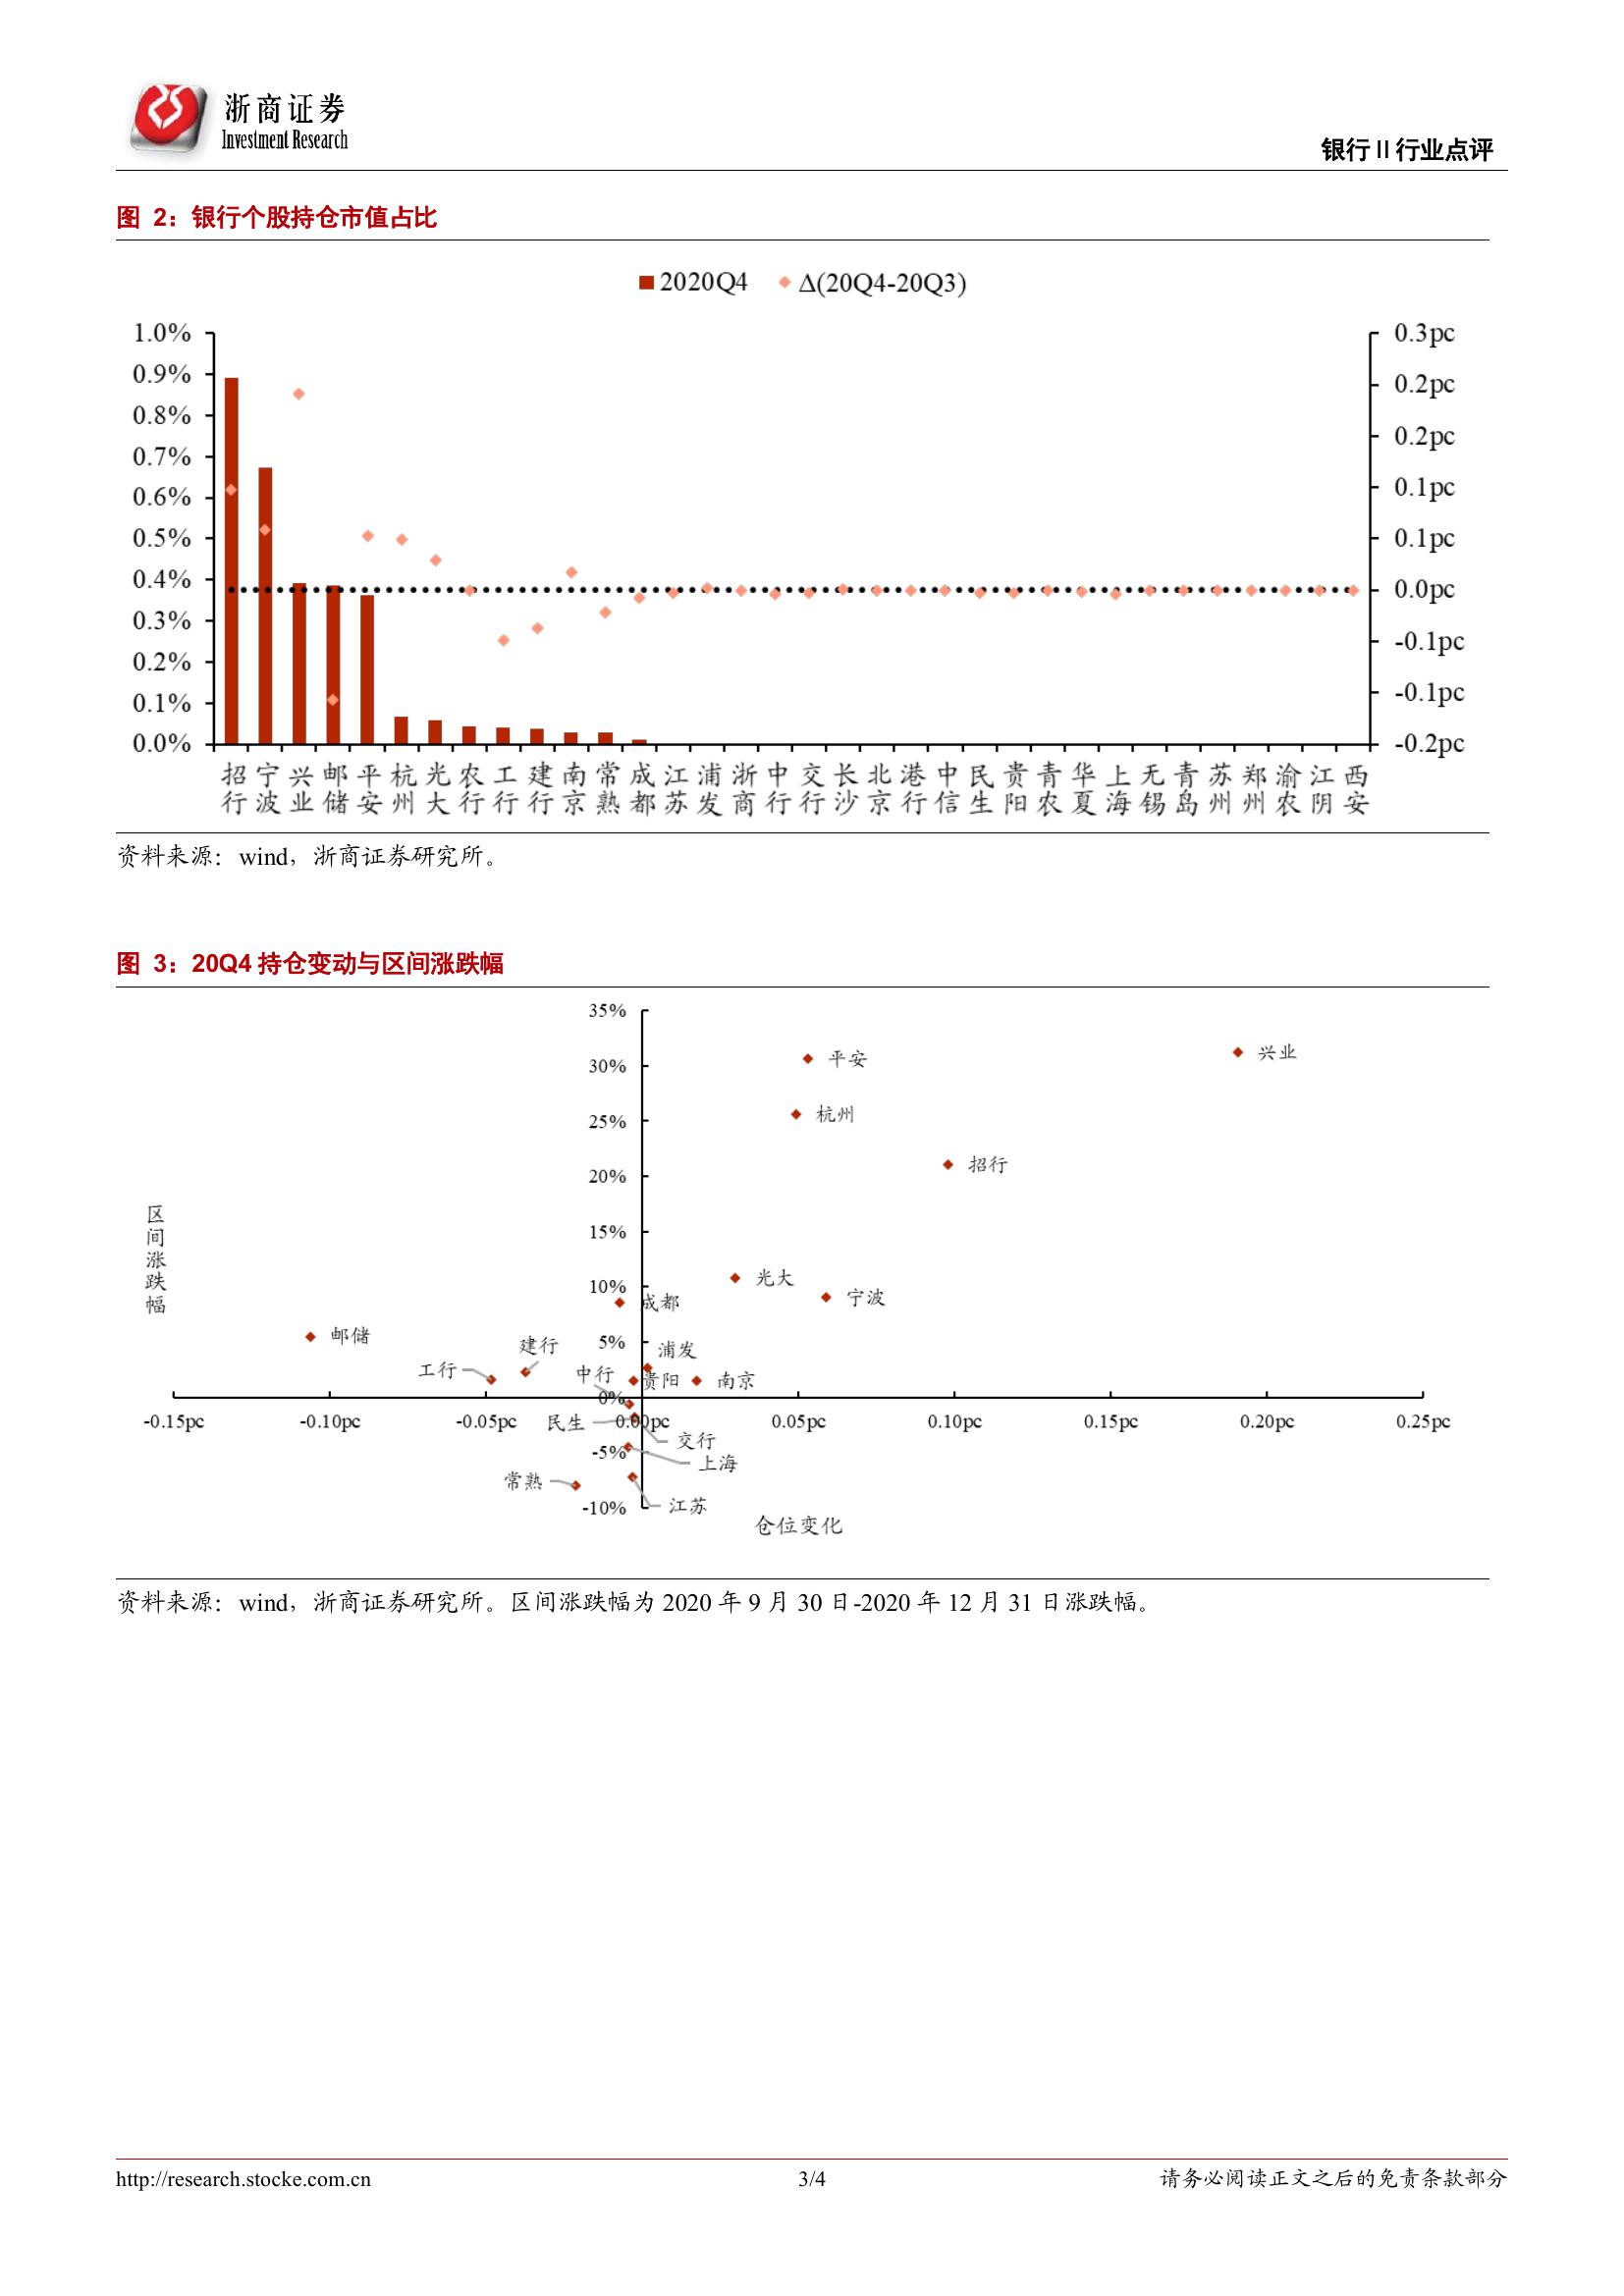 浙商证券
Investment Research
银行 II 行业点评
图 2：银行个股持仓市值占比
2020Q4 Δ(20Q4-20Q3)
1.0% 0.3pc
0.9% 0.2pc
0.8% 0.2pc
0.7% 0.1pc
0.6% 0.1pc
0.5% 0.0pc
0.4% -0.1pc
0.3% -0.1pc
0.2% -0.2pc
0.1%
0.0%
招行 宁波 兴业 邮储 平安 杭州 光大 农行 工行 建行 南京 常熟 成都 江苏 浦发 浙商 中行 交行 长沙 北京 港行 中信 民生 贵阳 青农 华夏 上海 无锡 青岛 苏州 郑州 渝农 江阴 西安
资料来源：wind，浙商证券研究所。
图 3：20Q4 持仓变动与区间涨跌幅
35%
平安 兴业
30%
25% 杭州
20% 招行
15%
区间涨跌幅
10% 光大
成都 宁波
5% 邮储 建行 浦发
工行 中行 贵阳 南京
0%
-0.15pc -0.10pc -0.05pc 0.00pc 0.05pc 0.10pc 0.15pc 0.20pc 0.25pc
民生 交行
-5% 上海
常熟
-10% 江苏
仓位变化
资料来源：wind，浙商证券研究所。区间涨跌幅为 2020 年 9 月 30 日-2020 年 12 月 31 日涨跌幅。
http://research.stocke.com.cn 3/4 请务必阅读正文之后的免责条款部分